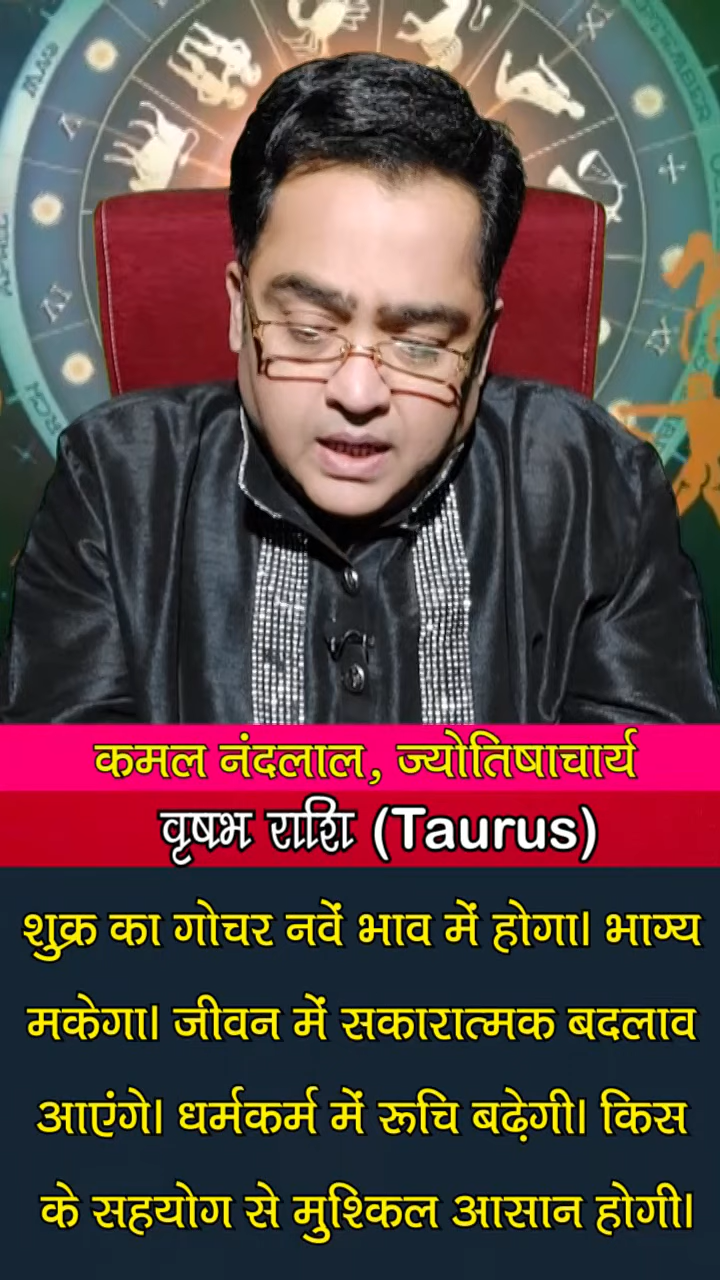 कमल नंदलाल, ज्योतिषाचार्य
वृषभ राशि (Taurus)
शुक्र का गोचर नवें भाव में होगा। भाग्य
मकेगा। जीवन में सकारात्मक बदलाव
आएंगे। धर्मकर्म में रूचि बढ़ेगी। किस
के सहयोग से मुश्किल आसान होगी।